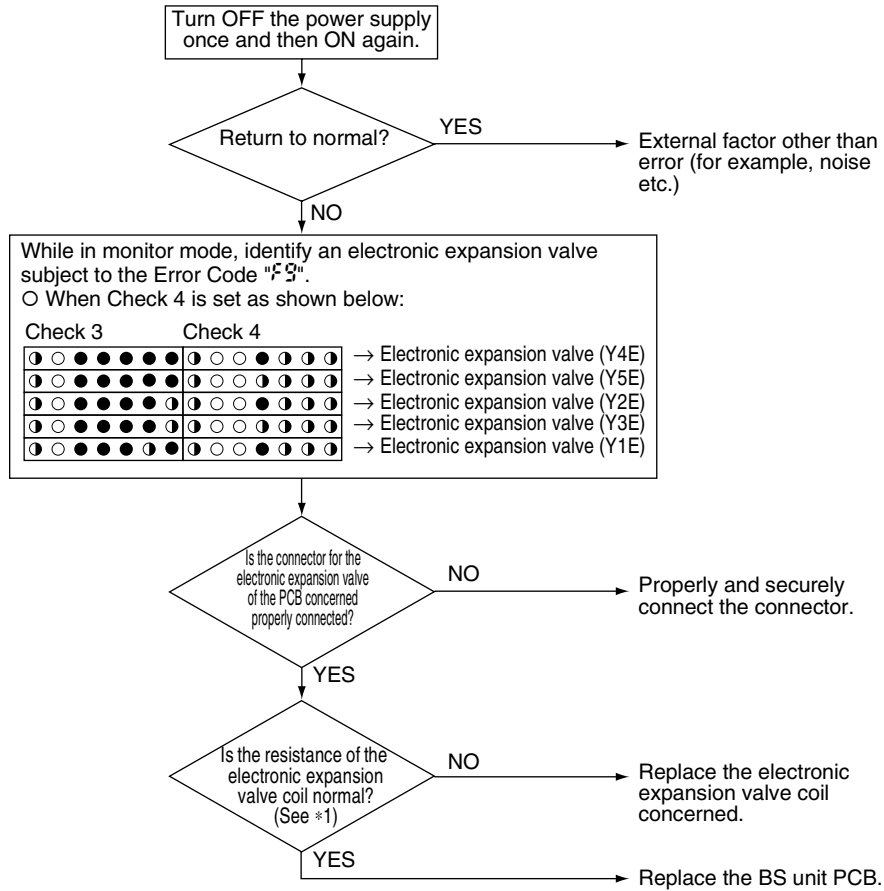 Turn OFF the power supply
once and then ON again.
Return to normal?
YES
External factor other than
error (for example, noise
etc.)
NO
While in monitor mode, identify an electronic expansion valve
subject to the Error Code "F9".
○ When Check 4 is set as shown below:
Check 3 Check 4
◑ ○ ● ● ● ● ● ◑ ○ ○ ● ◑ ◑ ◑ → Electronic expansion valve (Y4E)
◑ ○ ● ● ● ● ● ◑ ○ ○ ◑ ◑ ◑ ◑ → Electronic expansion valve (Y5E)
◑ ○ ● ● ● ● ◑ ◑ ○ ○ ● ◑ ◑ ◑ → Electronic expansion valve (Y2E)
◑ ○ ● ● ● ● ◑ ◑ ○ ○ ◑ ◑ ◑ ◑ → Electronic expansion valve (Y3E)
◑ ○ ● ● ● ◑ ● ◑ ○ ○ ● ◑ ◑ ◑ → Electronic expansion valve (Y1E)
Is the connector for the
electronic expansion valve
of the PCB concerned
properly connected?
NO
Properly and securely
connect the connector.
YES
Is the resistance of the
electronic expansion
valve coil normal?
(See *1)
NO
Replace the electronic
expansion valve coil
concerned.
YES
Replace the BS unit PCB.